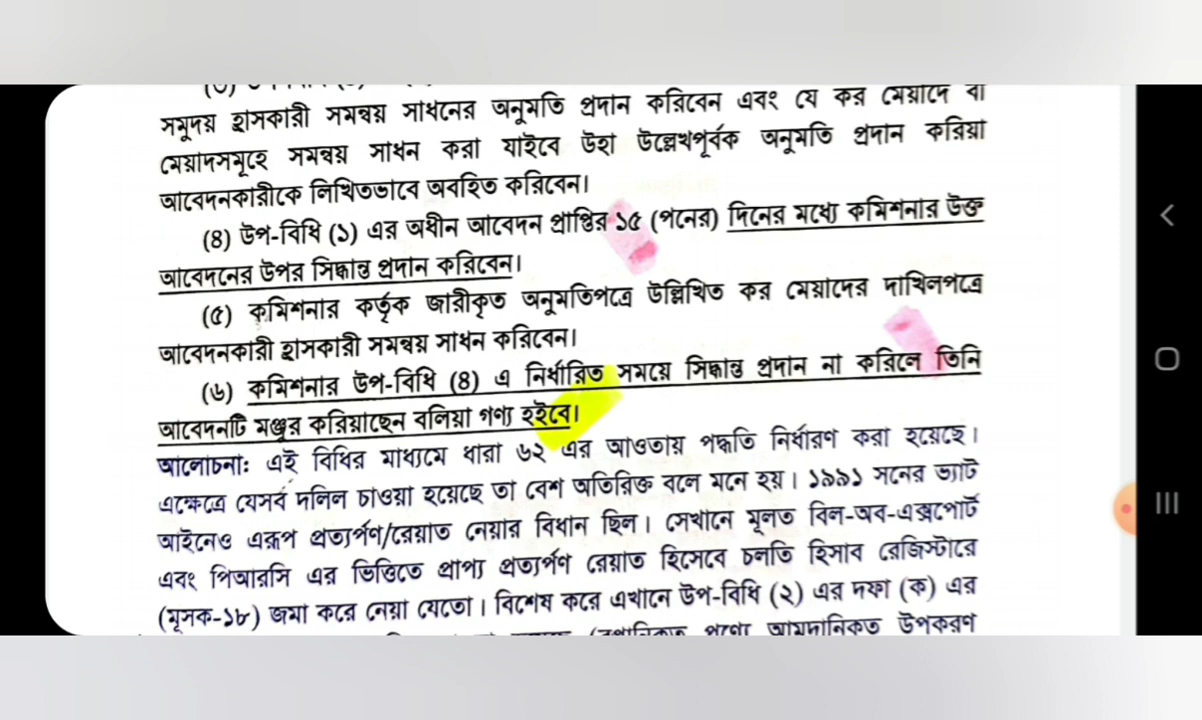 সমুদয় হ্রাসকারী সমন্বয় সাধনের অনুমতি প্রদান করিবেন এবং যে কর মেয়াদে বা
মেয়াদসমূহে সমন্বয় সাধন করা যাইবে উহা উল্লেখপূর্বক অনুমতি প্রদান করিয়া
আবেদনকারীকে লিখিতভাবে অবহিত করিবেন।
(৪) উপ-বিধি (১) এর অধীন আবেদন প্রাপ্তির ১৫ (পনের) দিনের মধ্যে কমিশনার উক্ত
আবেদনের উপর সিদ্ধান্ত প্রদান করিবেন।
(৫) কমিশনার কর্তৃক জারীকৃত অনুমতিপত্রে উল্লিখিত কর মেয়াদের দাখিলপত্রে
আবেদনকারী হ্রাসকারী সমন্বয় সাধন করিবেন।
(৬) কমিশনার উপ-বিধি (৪) এ নির্ধারিত সময়ে সিদ্ধান্ত প্রদান না করিলে তিনি
আবেদনটি মঞ্জুর করিয়াছেন বলিয়া গণ্য হইবে।
আলোচনা: এই বিধির মাধ্যমে ধারা ৬২ এর আওতায় পদ্ধতি নির্ধারণ করা হয়েছে।
এক্ষেত্রে যেসব দলিল চাওয়া হয়েছে তা বেশ অতিরিক্ত বলে মনে হয়। ১৯৯১ সনের ভ্যাট
আইনেও এরূপ প্রত্যর্পণ/রেয়াত নেয়ার বিধান ছিল। সেখানে মূলত বিল-অব-এক্সপোর্ট
এবং পিআরসি এর ভিত্তিতে প্রাপ্য প্রত্যর্পণ রেয়াত হিসেবে চলতি হিসাব রেজিস্টারে
(মূসক-১৮) জমা করে নেয়া যেতো। বিশেষ করে এখানে উপ-বিধি (২) এর দফা (ক) এর
পণ্যে আমদানিকৃত উপকরণ